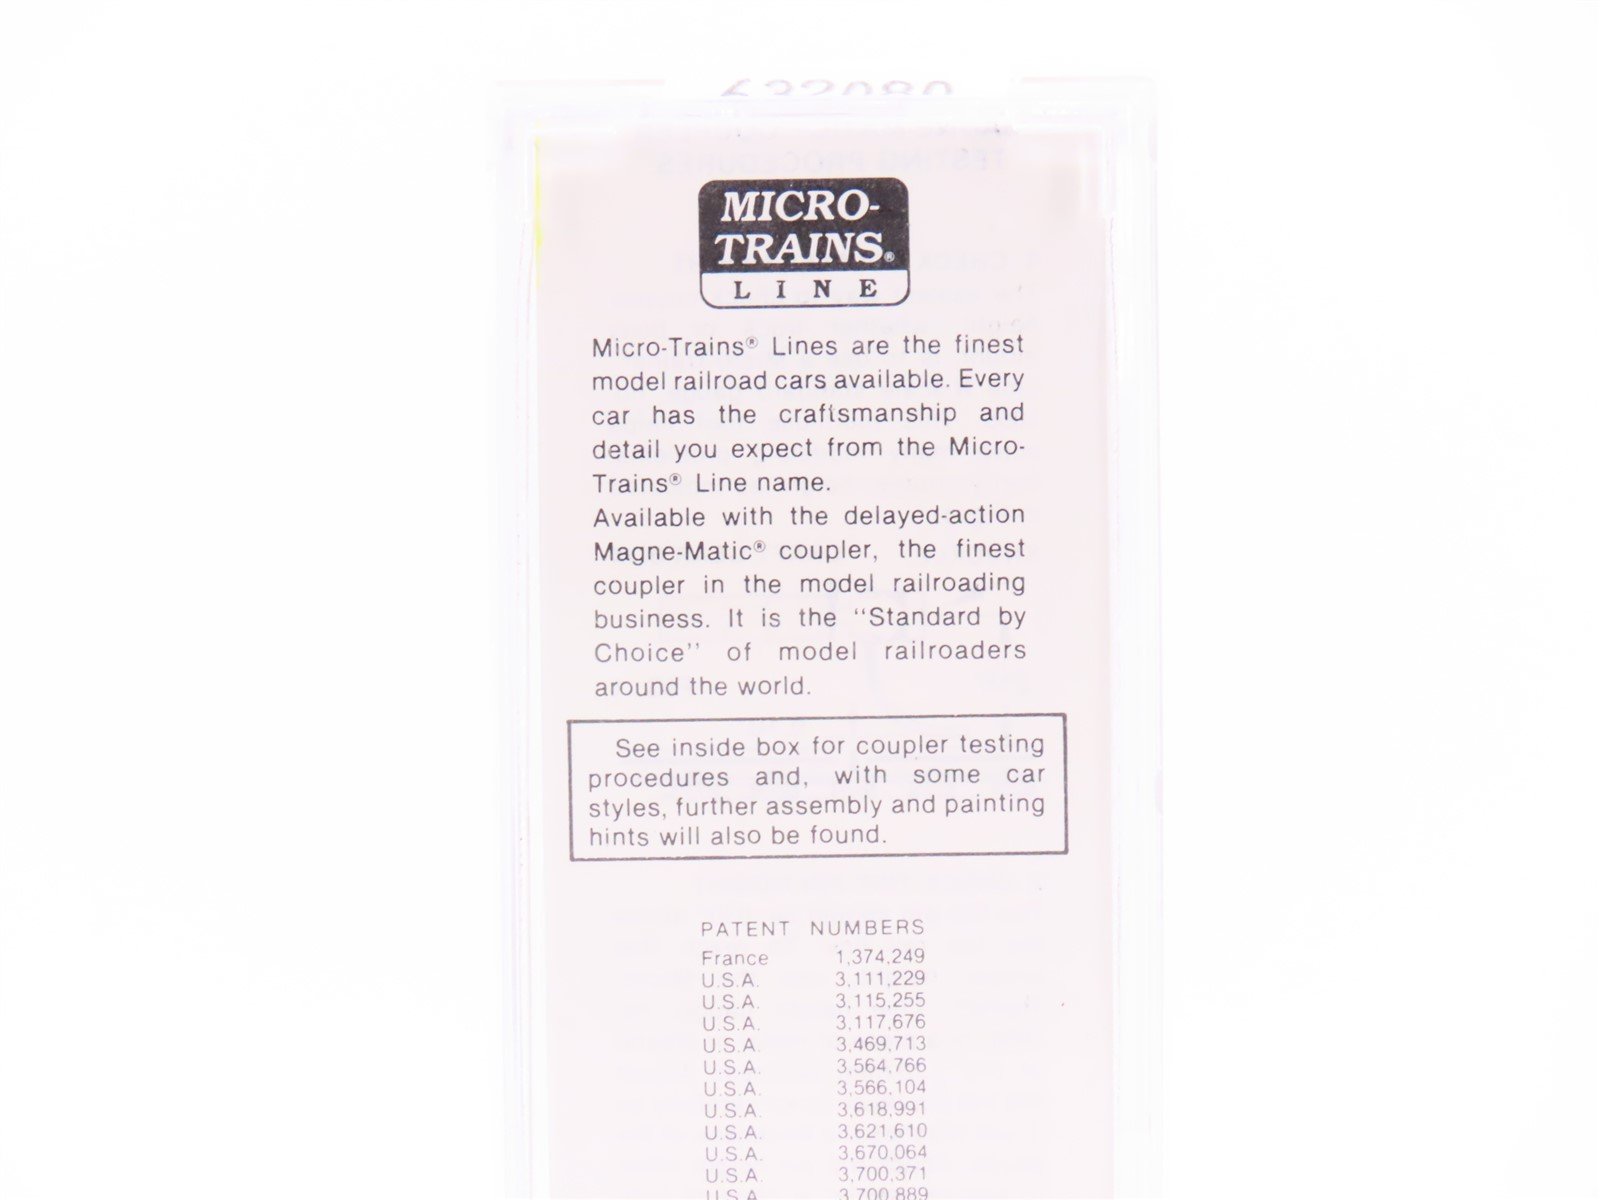 MICRO-
TRAINS®
LINE
Micro-Trains® Lines are the finest
model railroad cars available. Every
car has the craftsmanship and
detail you expect from the Micro-
Trains® Line name.
Available with the delayed-action
Magne-Matic® coupler, the finest
coupler in the model railroading
business. It is the "Standard by
Choice" of model railroaders
around the world.
See inside box for coupler testing
procedures and, with some car
styles, further assembly and painting
hints will also be found.
PATENT NUMBERS
France 1,374,249
U.S.A. 3,111,229
U.S.A. 3,115,255
U.S.A. 3,117,676
U.S.A. 3,469,713
U.S.A. 3,564,766
U.S.A. 3,566,104
U.S.A. 3,618,991
U.S.A. 3,621,610
U.S.A. 3,670,064
U.S.A. 3,700,371
U.S.A. 3,700,889